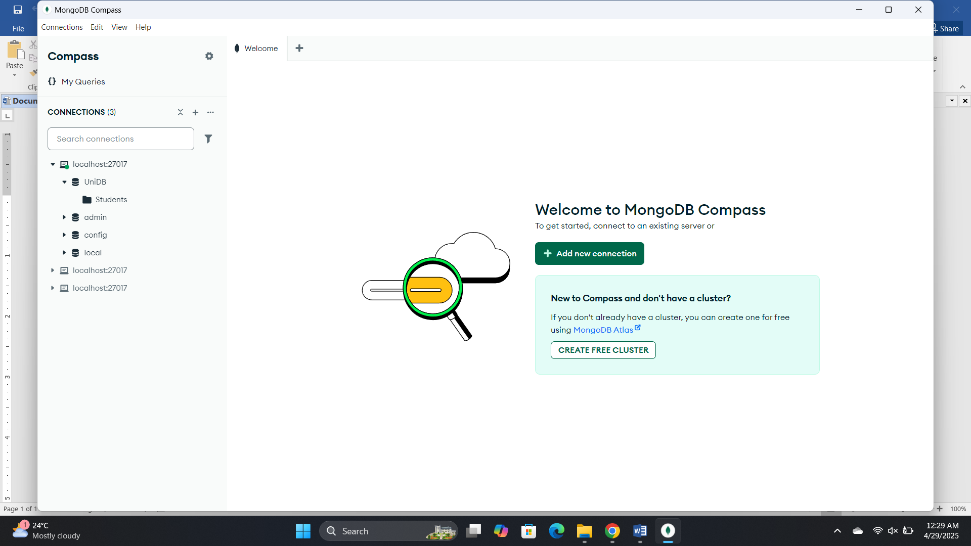 MongoDB Compass
File
Share
Connections Edit View Help
Paste
Compass
Welcome
My Queries
Docum
CONNECTIONS (3)
Search connections
localhost:27017
UniDB
Students
admin
config
local
localhost:27017
localhost:27017
Welcome to MongoDB Compass
To get started, connect to an existing server or
Add new connection
New to Compass and don't have a cluster?
If you don't already have a cluster, you can create one for free
using MongoDB Atlas
CREATE FREE CLUSTER
Page 1 of 1
100%
1
24°C
Mostly cloudy
Search
12:29 AM
4/29/2025